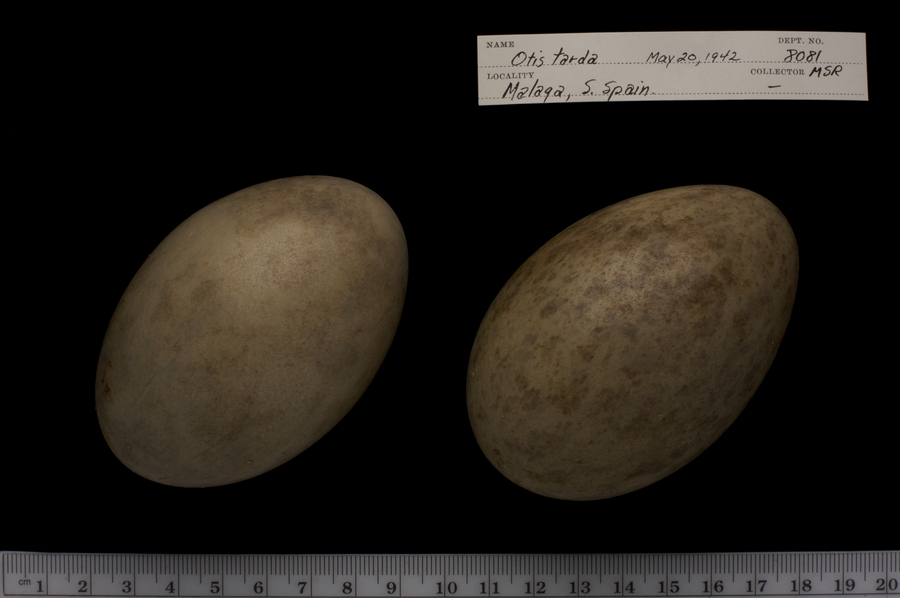 NAME DEPT. NO.
Otis tarda May 20, 1942 8081
LOCALITY COLLECTOR MSR
Malaga, S. Spain. –
cm 1 2 3 4 5 6 7 8 9 10 11 12 13 14 15 16 17 18 19 20